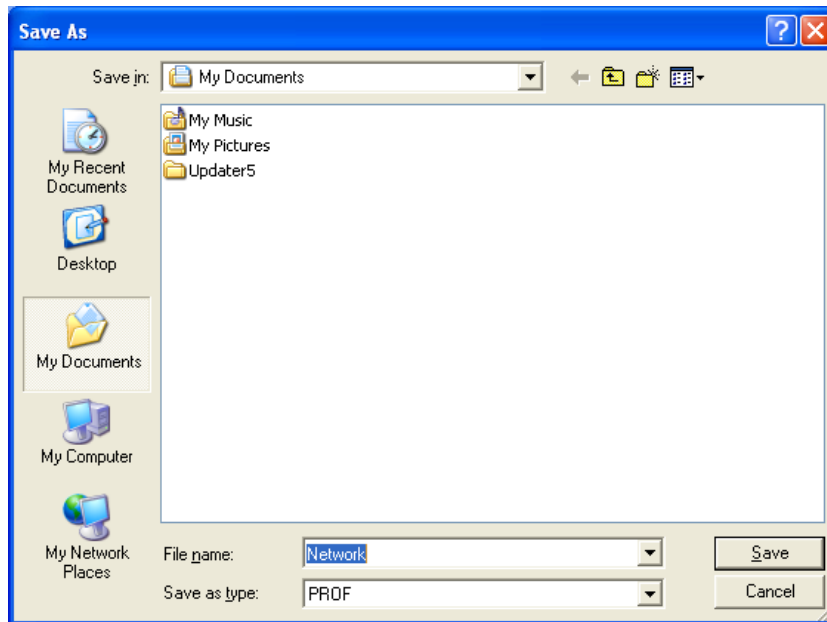 Save As
Save in:
My Documents
My Recent
Documents
Desktop
My Documents
My Computer
My Network
Places
My Music
My Pictures
Updater5
File name:
Network
Save
Save as type:
PROF
Cancel